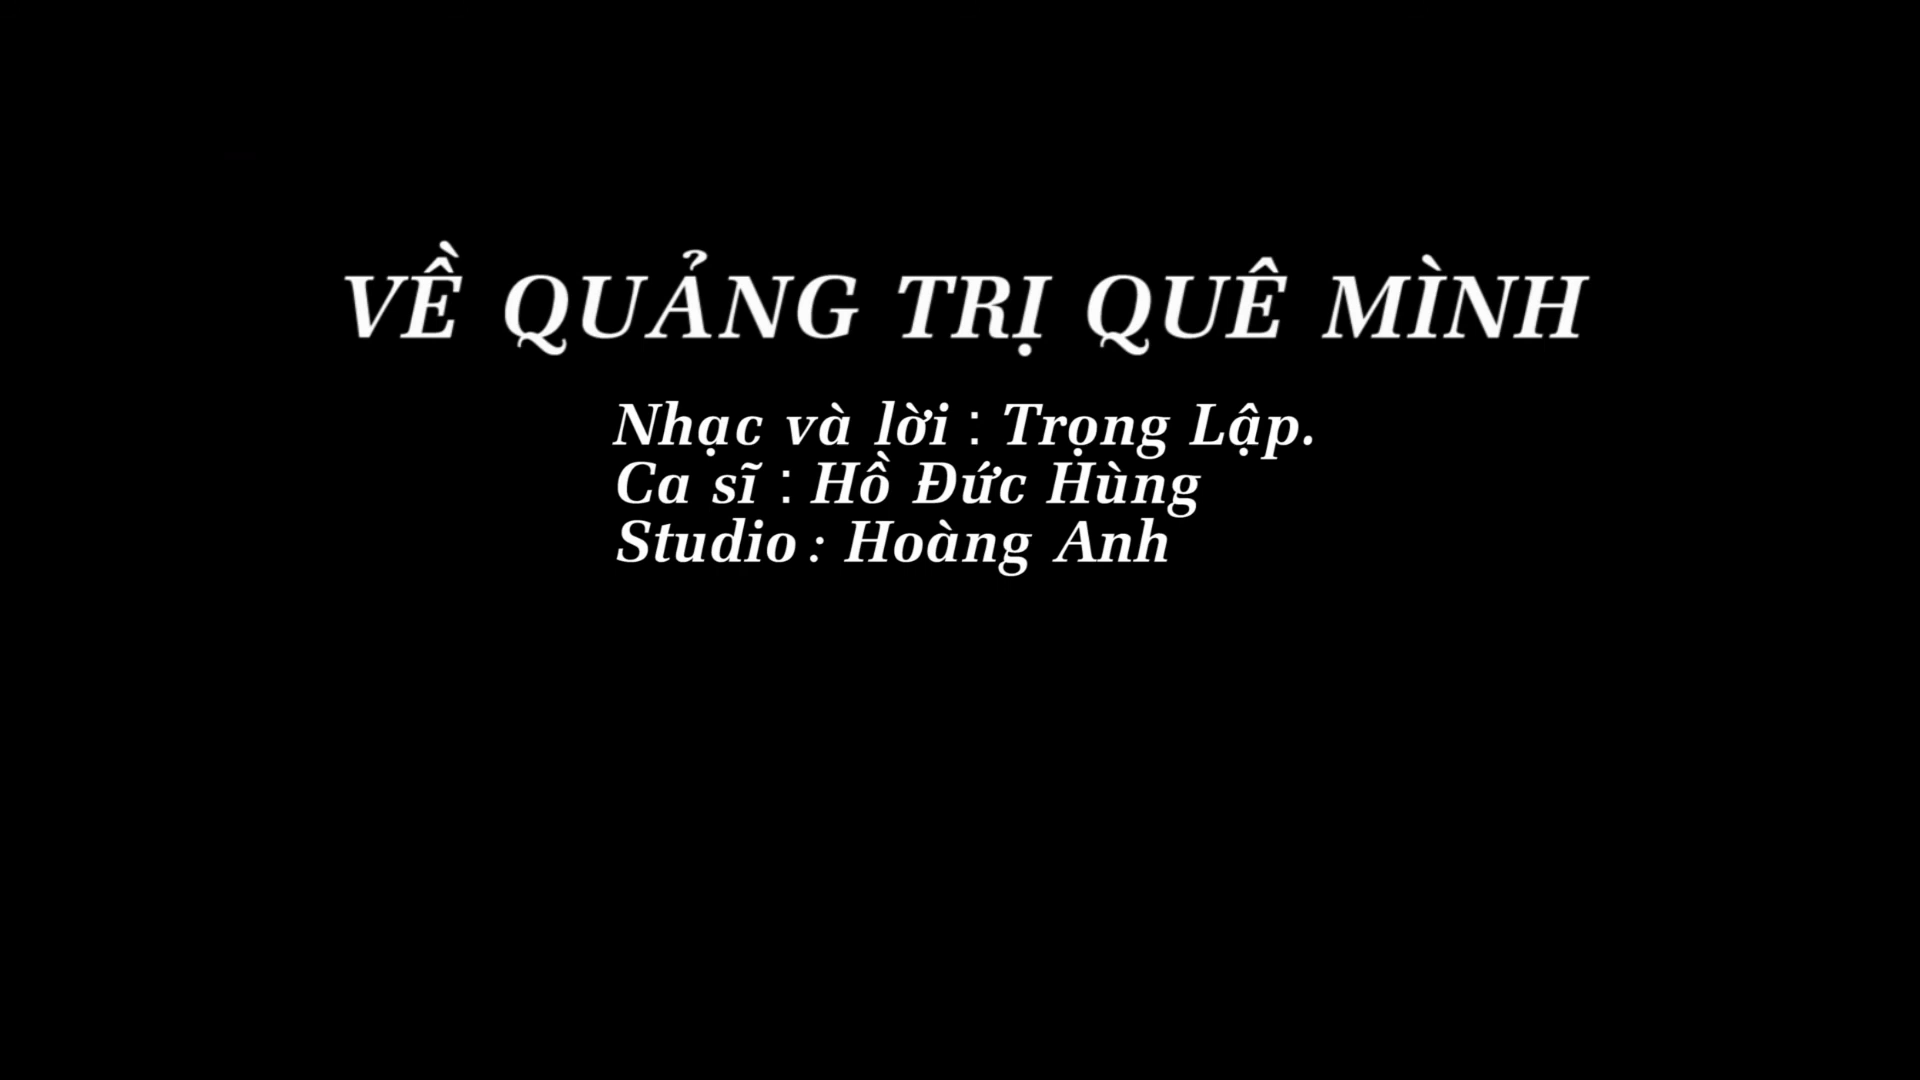 VỀ QUẢNG TRỊ QUÊ MÌNH
Nhạc và lời : Trọng Lập.
Ca sĩ : Hồ Đức Hùng
Studio : Hoàng Anh